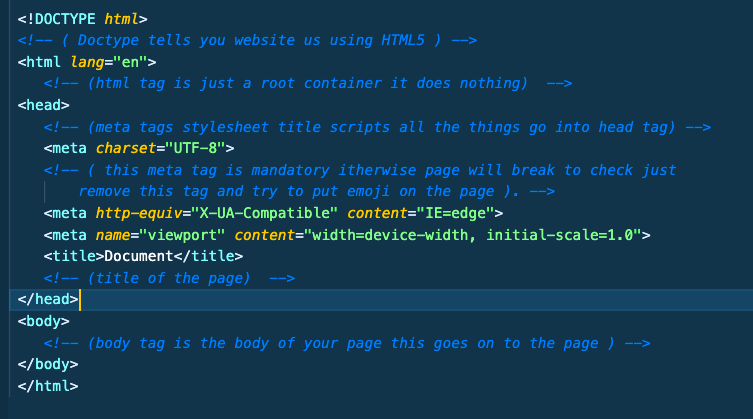 <!DOCTYPE html>
<!-- ( Doctype tells you website us using HTML5 ) -->
<html lang="en">
<!-- (html tag is just a root container it does nothing)  -->
<head>
<!-- (meta tags stylesheet title scripts all the things go into head tag) -->
<meta charset="UTF-8">
<!-- ( this meta tag is mandatory itherwise page will break to check just
remove this tag and try to put emoji on the page ). -->
<meta http-equiv="X-UA-Compatible" content="IE=edge">
<meta name="viewport" content="width=device-width, initial-scale=1.0">
<title>Document</title>
<!-- (title of the page)  -->
</head>
<body>
<!-- (body tag is the body of your page this goes on to the page ) -->
</body>
</html>